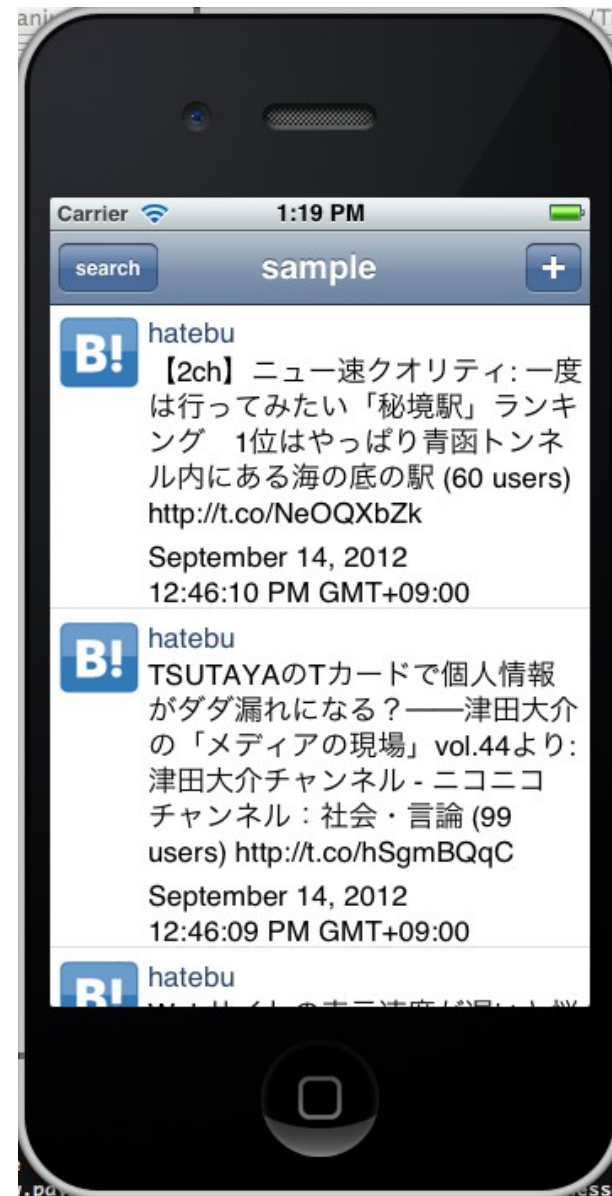 Carrier 1:19 PM
search sample +
B! hatebu
【2ch】ニュー速クオリティ: 一度
は行ってみたい「秘境駅」ランキ
ング　1位はやっぱり青函トンネ
ル内にある海の底の駅 (60 users)
http://t.co/NeOQXbZk
September 14, 2012
12:46:10 PM GMT+09:00
B! hatebu
TSUTAYAのTカードで個人情報
がダダ漏れになる？――津田大介
の「メディアの現場」vol.44より:
津田大介チャンネル - ニコニコ
チャンネル：社会・言論 (99
users) http://t.co/hSgmBQqC
September 14, 2012
12:46:09 PM GMT+09:00
B! hatebu